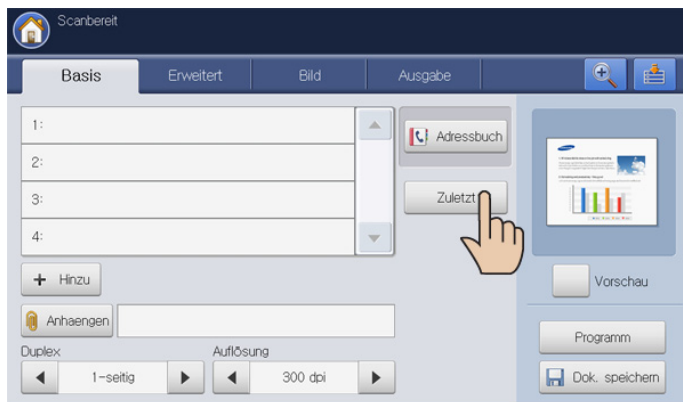 Scanbereit
Basis
Erweitert
Bild
Ausgabe
1:
2:
3:
4:
Adressbuch
Zuletzt
+ Hinzu
Anhaengen
Vorschau
Duplex
Auflösung
1-seitig
300 dpi
Programm
Dok. speichern